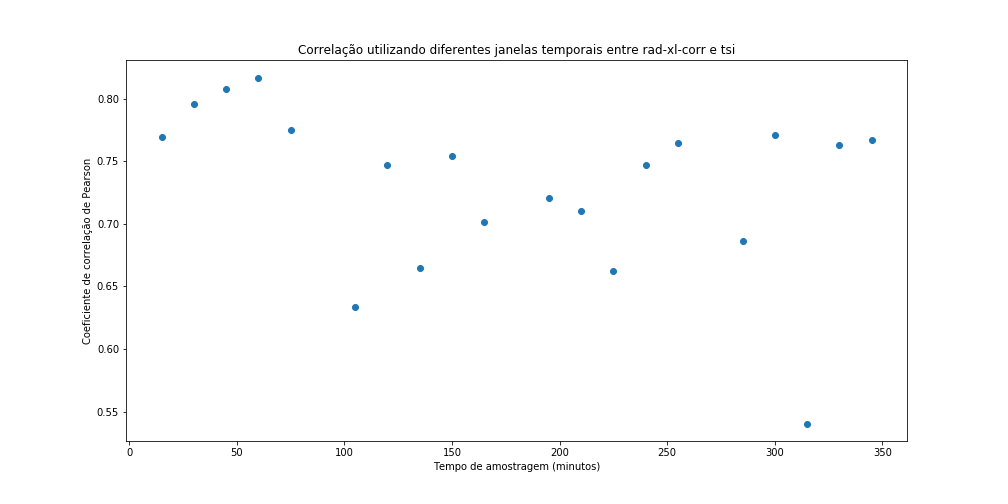 Correlação utilizando diferentes janelas temporais entre rad-xl-corr e tsi
Coeficiente de correlação de Pearson
0.80
0.75
0.70
0.65
0.60
0.55
0 50 100 150 200 250 300 350
Tempo de amostragem (minutos)